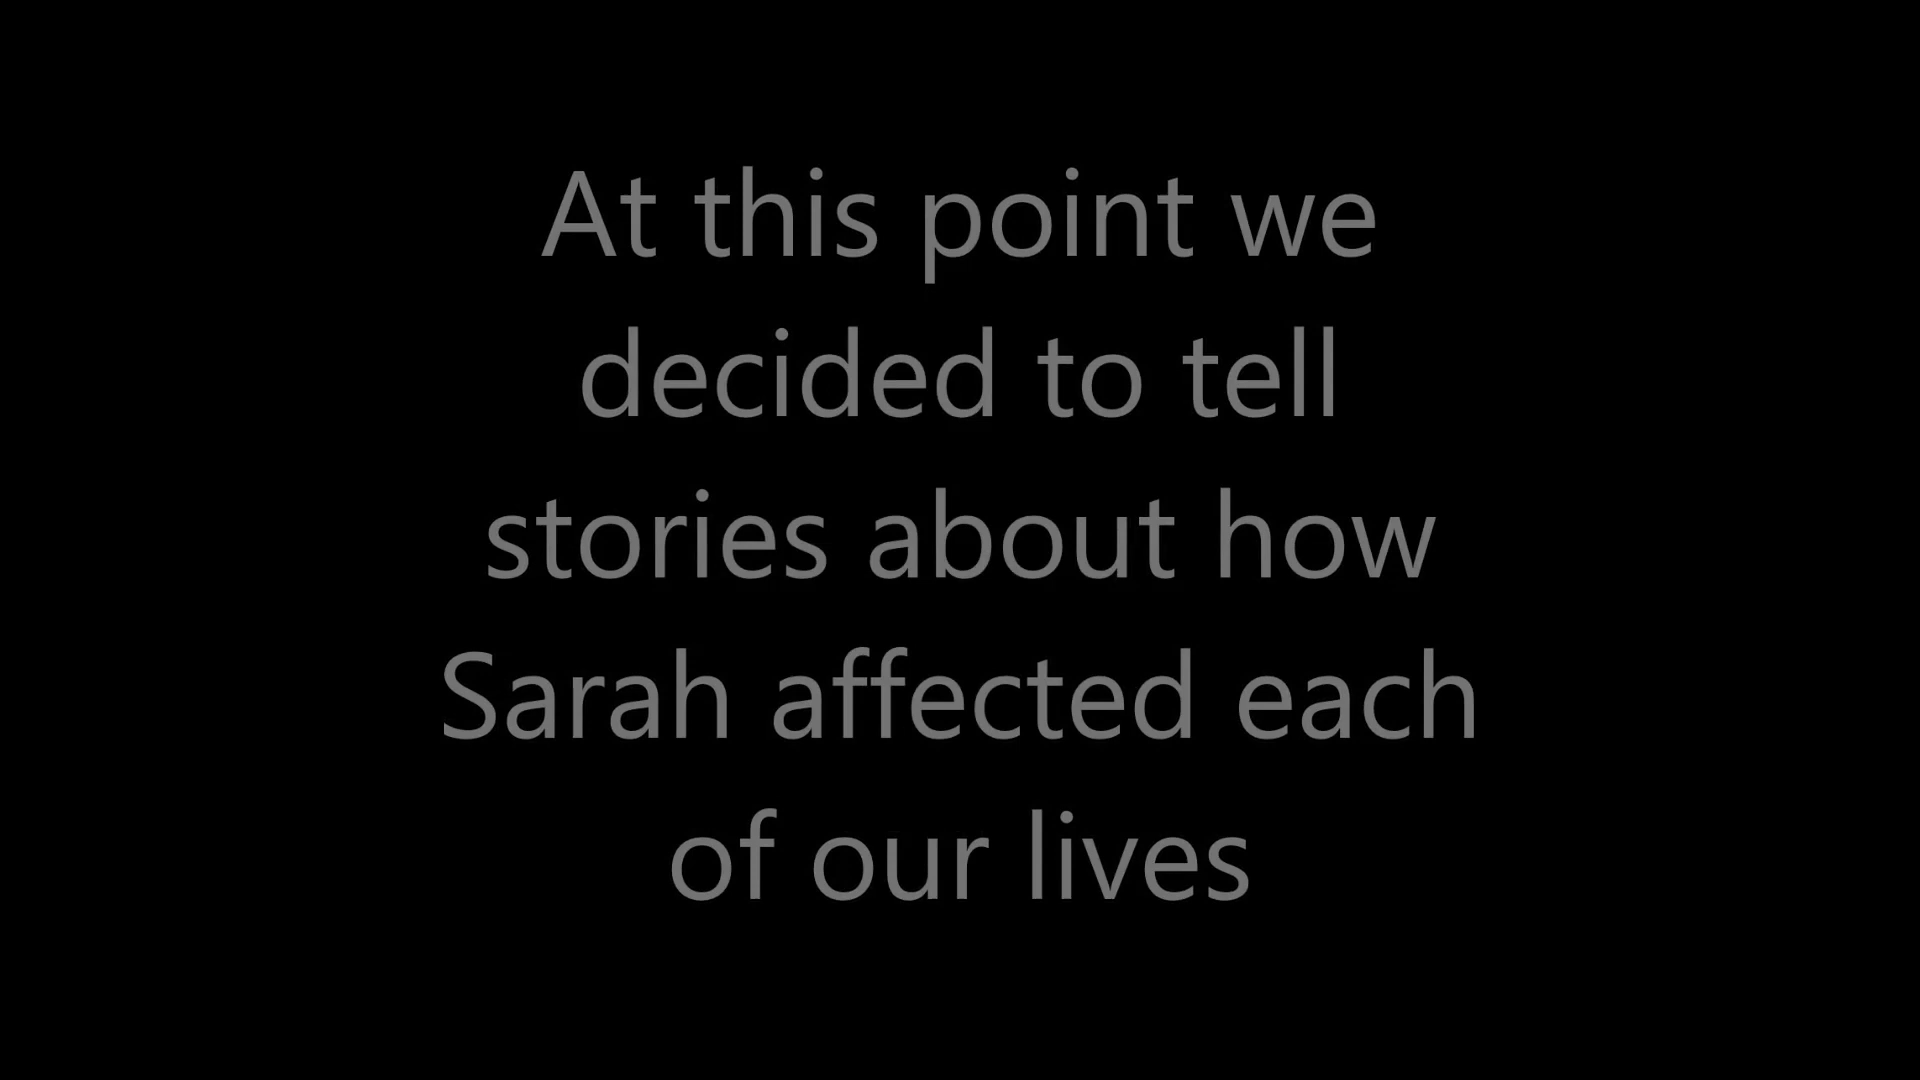 At this point we
decided to tell
stories about how
Sarah affected each
of our lives